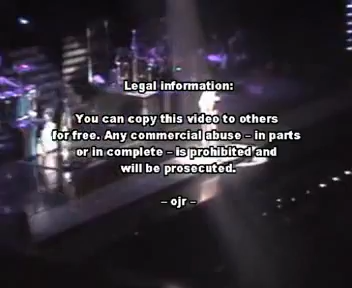 Legal information:
You can copy this video to others
for free. Any commercial abuse – in parts
or in complete – is prohibited and
will be prosecuted.
– ojr –